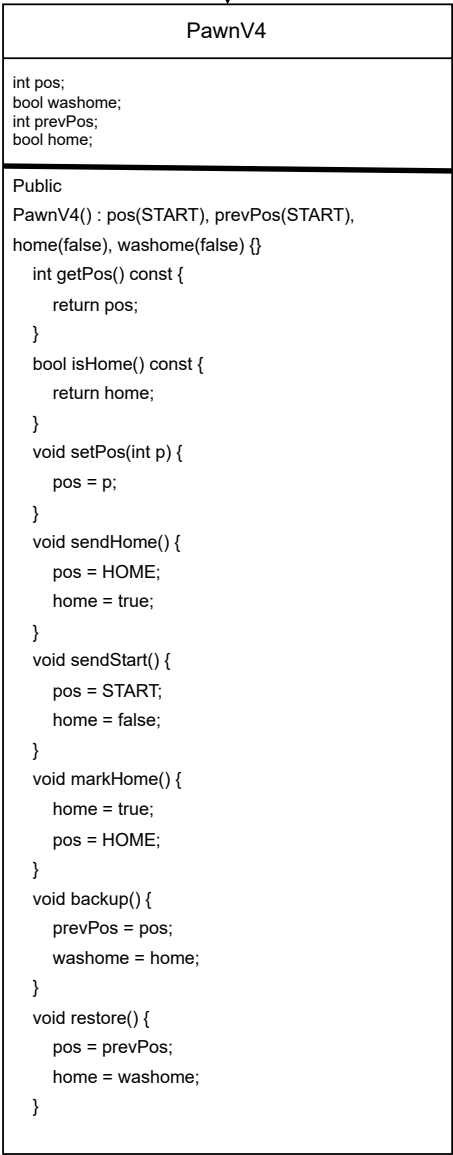 PawnV4
int pos;
bool washome;
int prevPos;
bool home;
Public
PawnV4() : pos(START), prevPos(START),
home(false), washome(false) {}
int getPos() const {
return pos;
}
bool isHome() const {
return home;
}
void setPos(int p) {
pos = p;
}
void sendHome() {
pos = HOME;
home = true;
}
void sendStart() {
pos = START;
home = false;
}
void markHome() {
home = true;
pos = HOME;
}
void backup() {
prevPos = pos;
washome = home;
}
void restore() {
pos = prevPos;
home = washome;
}